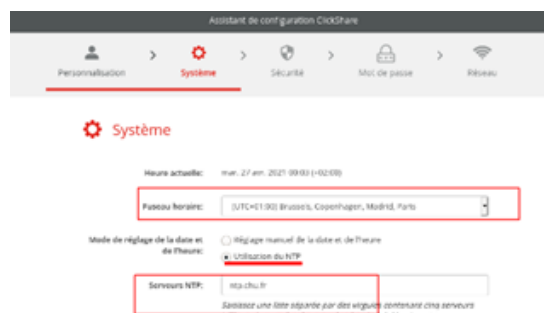 Assistant de configuration ClickShare
Personnalisation
Système
Sécurité
Mot de passe
Réseau
Système
Heure actuelle: mar. 27 avr. 2021 00:03 (+02:00)
Fuseau horaire: (UTC+01:00) Brussels, Copenhagen, Madrid, Paris
Mode de réglage de la date et Réglage manuel de la date et de l'heure
de l'heure: Utilisation du NTP
Serveurs NTP: ntp.chu.fr
Saisissez une liste séparée par des virgules contenant cinq serveurs